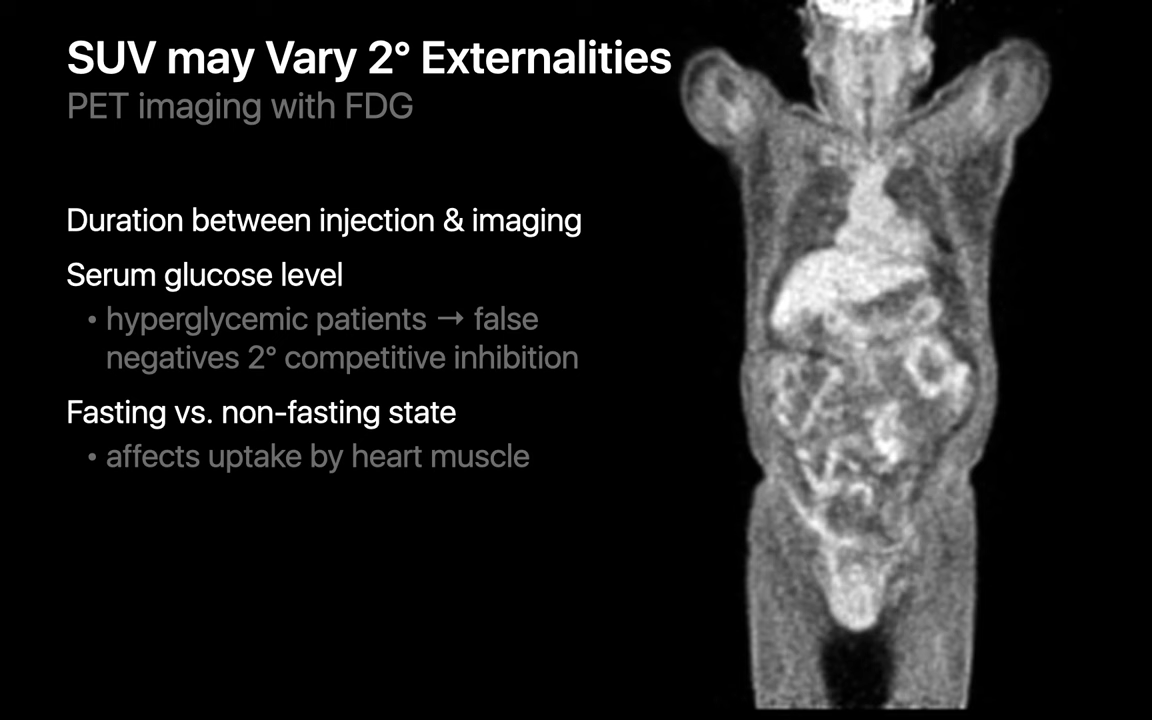 SUV may Vary 2° Externalities
PET imaging with FDG
Duration between injection & imaging
Serum glucose level
• hyperglycemic patients → false
negatives 2° competitive inhibition
Fasting vs. non-fasting state
• affects uptake by heart muscle